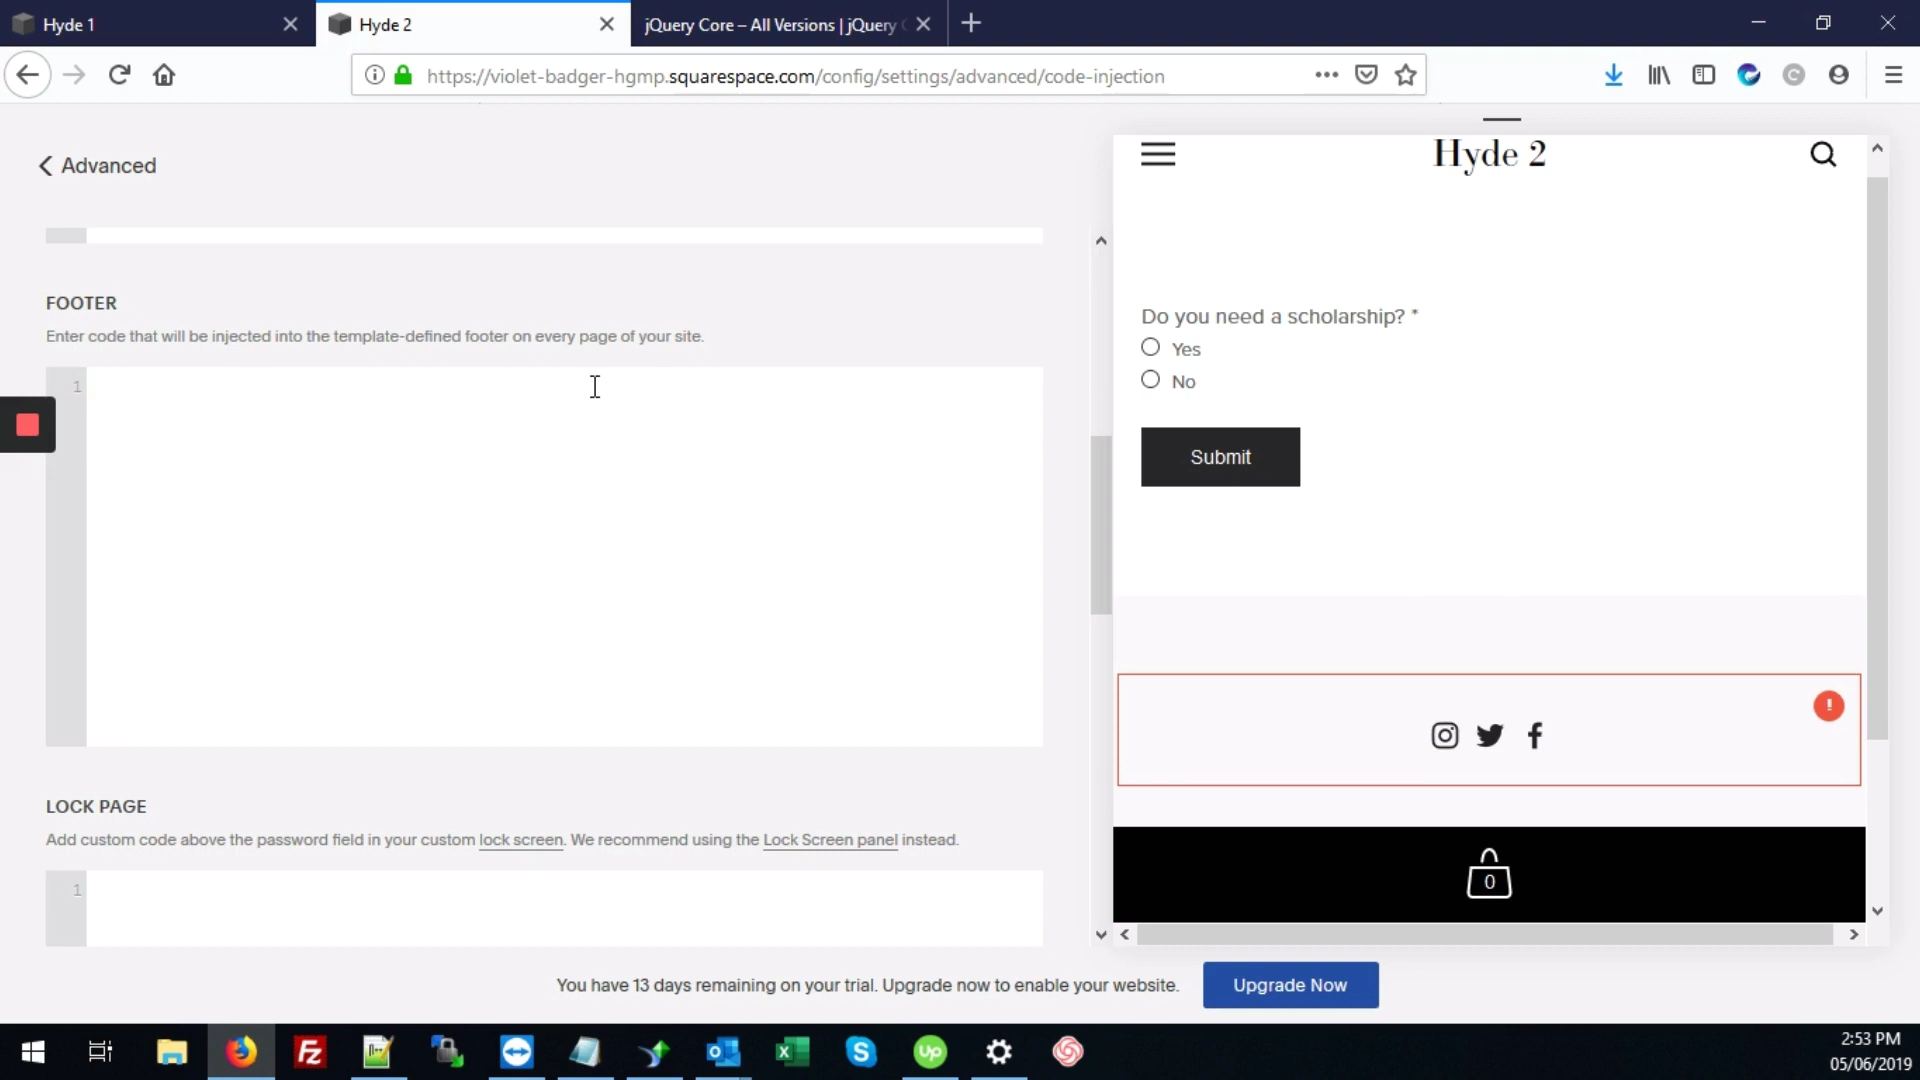 Hyde 1
Hyde 2
jQuery Core – All Versions | jQuery
https://violet-badger-hgmp.squarespace.com/config/settings/advanced/code-injection
Advanced
FOOTER
Enter code that will be injected into the template-defined footer on every page of your site.
1
LOCK PAGE
Add custom code above the password field in your custom lock screen. We recommend using the Lock Screen panel instead.
1
Hyde 2
Do you need a scholarship? *
Yes
No
Submit
!
0
You have 13 days remaining on your trial. Upgrade now to enable your website.
Upgrade Now
2:53 PM
05/06/2019